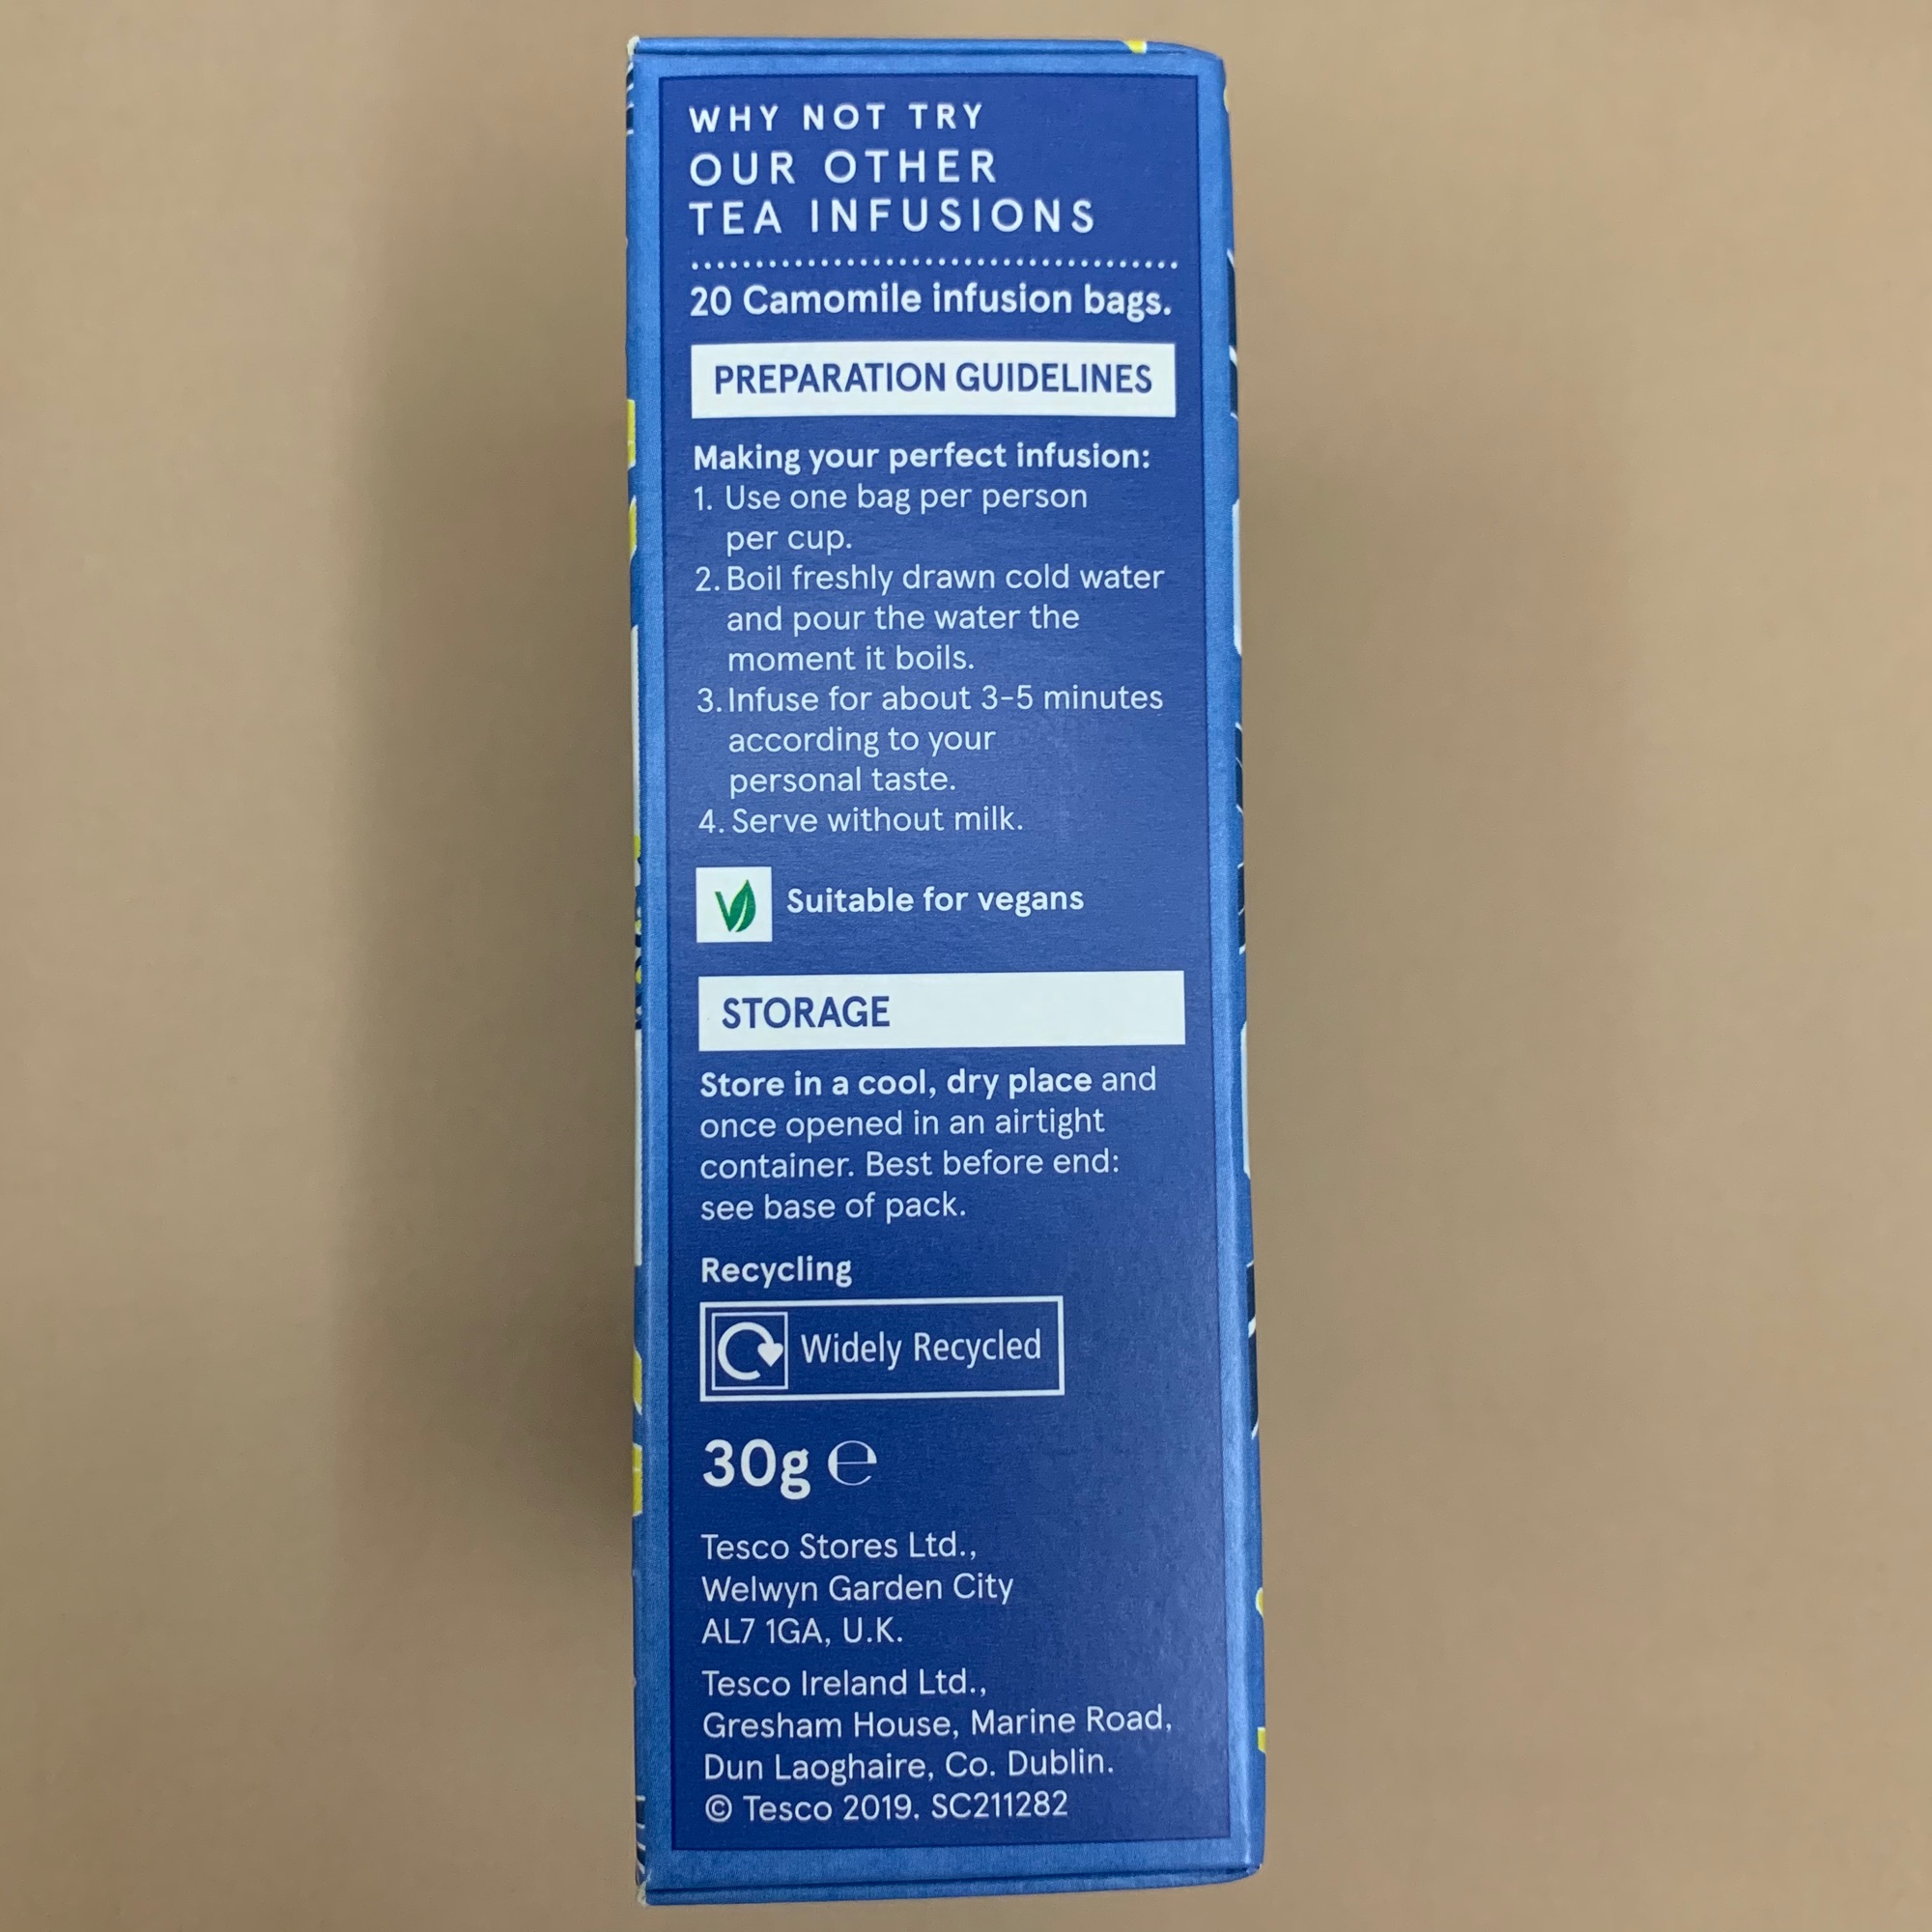 WHY NOT TRY
OUR OTHER
TEA INFUSIONS
20 Camomile infusion bags.
PREPARATION GUIDELINES
Making your perfect infusion:
1. Use one bag per person
per cup.
2. Boil freshly drawn cold water
and pour the water the
moment it boils.
3. Infuse for about 3-5 minutes
according to your
personal taste.
4. Serve without milk.
Suitable for vegans
STORAGE
Store in a cool, dry place and
once opened in an airtight
container. Best before end:
see base of pack.
Recycling
Widely Recycled
30g ℮
Tesco Stores Ltd.,
Welwyn Garden City
AL7 1GA, U.K.
Tesco Ireland Ltd.,
Gresham House, Marine Road,
Dun Laoghaire, Co. Dublin.
© Tesco 2019. SC211282